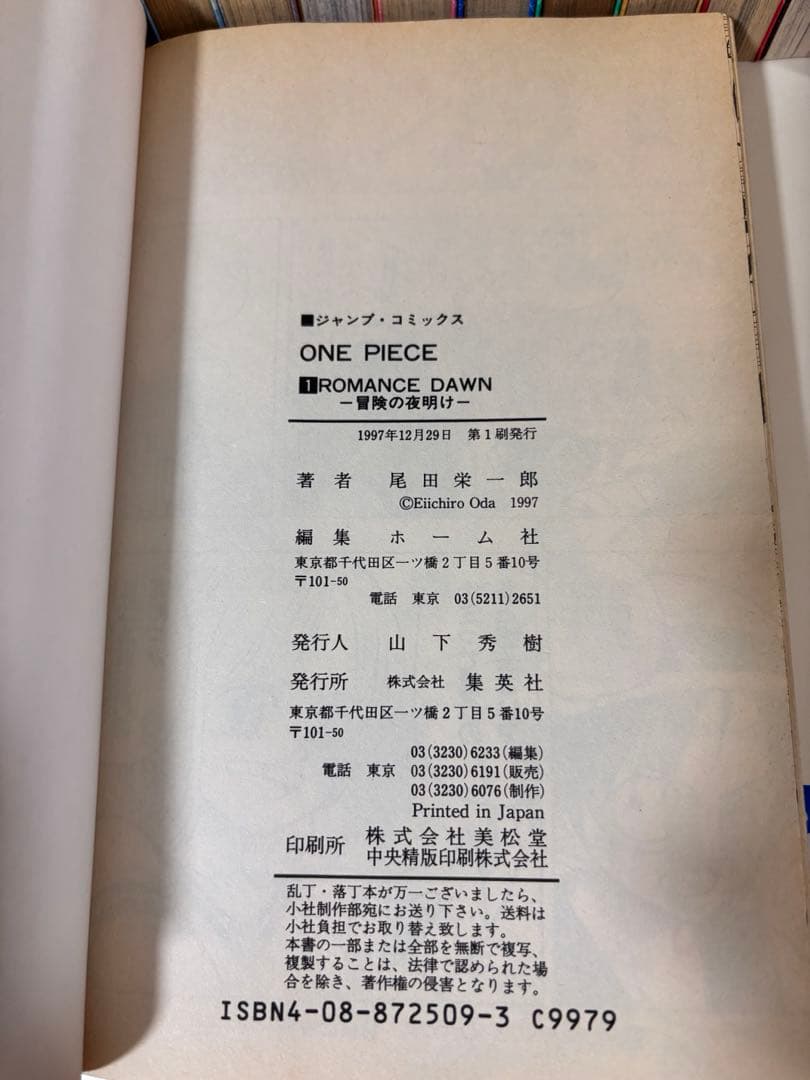 ■ジャンプ・コミックス
ONE PIECE
1 ROMANCE DAWN
―冒険の夜明け―
1997年12月29日 第1刷発行
著者 尾田栄一郎
©Eiichiro Oda 1997
編集 ホーム社
東京都千代田区一ツ橋2丁目5番10号
〒101-50
電話 東京 03(5211)2651
発行人 山下秀樹
発行所 株式会社 集英社
東京都千代田区一ツ橋2丁目5番10号
〒101-50
03(3230)6233(編集)
電話 東京 03(3230)6191(販売)
03(3230)6076(制作)
Printed in Japan
印刷所 株式会社美松堂
中央精版印刷株式会社
乱丁・落丁本が万一ございましたら、
小社制作部宛にお送り下さい。送料は
小社負担でお取り替え致します。
本書の一部または全部を無断で複写、
複製することは、法律で認められた場
合を除き、著作権の侵害となります。
ISBN4-08-872509-3 C9979